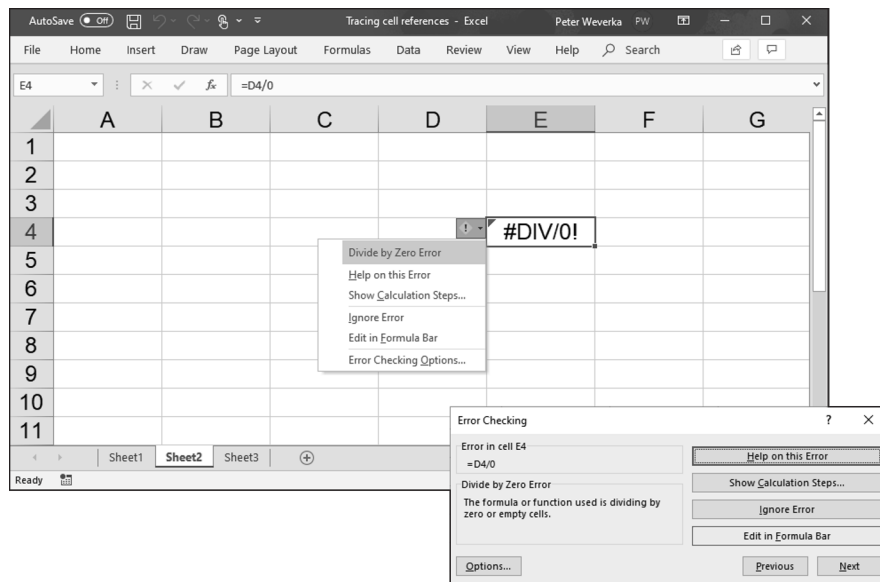 AutoSave Off Tracing cell references - Excel Peter Weverka PW
File Home Insert Draw Page Layout Formulas Data Review View Help Search
E4 fx =D4/0
A B C D E F G
1
2
3
4 #DIV/0!
5
6
7
8
9
10
11
Divide by Zero Error
Help on this Error
Show Calculation Steps...
Ignore Error
Edit in Formula Bar
Error Checking Options...
Sheet1 Sheet2 Sheet3
Ready
Error Checking ?
Error in cell E4
=D4/0
Divide by Zero Error
The formula or function used is dividing by
zero or empty cells.
Help on this Error
Show Calculation Steps...
Ignore Error
Edit in Formula Bar
Options... Previous Next